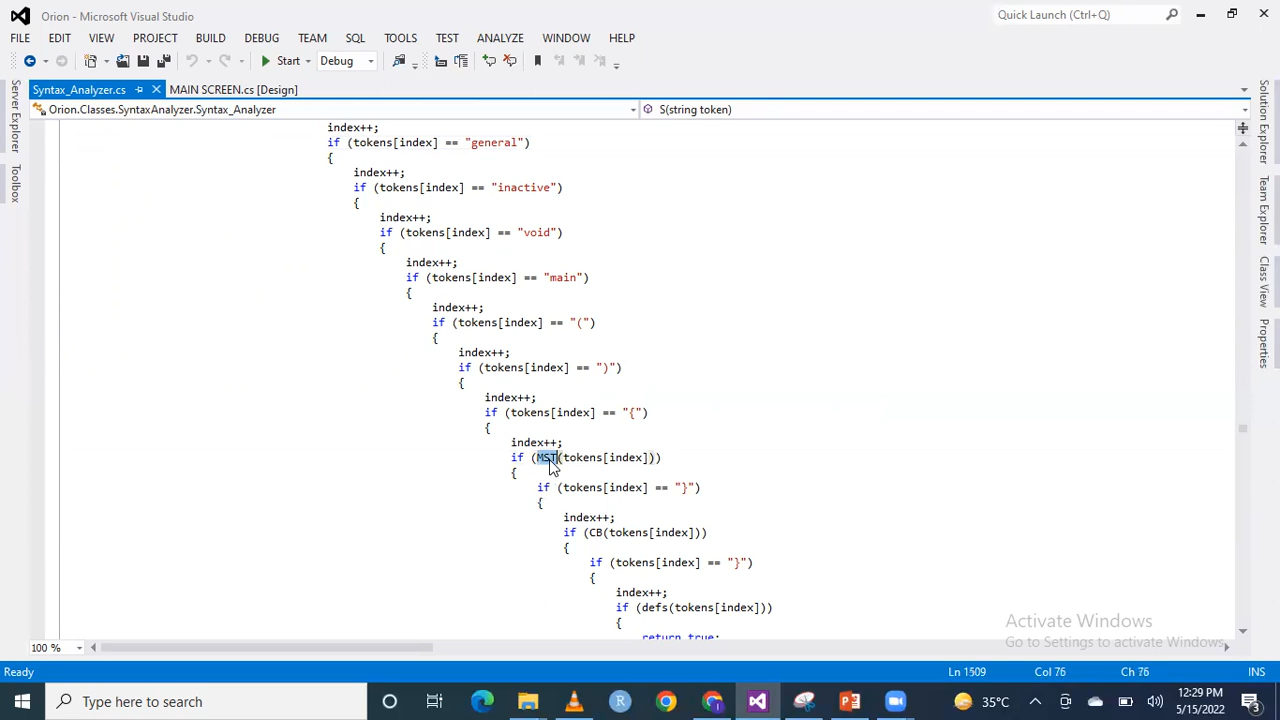 Orion - Microsoft Visual Studio
Quick Launch (Ctrl+Q)
FILE EDIT VIEW PROJECT BUILD DEBUG TEAM SQL TOOLS TEST ANALYZE WINDOW HELP
Start Debug
Syntax_Analyzer.cs MAIN SCREEN.cs [Design]
Orion.Classes.SyntaxAnalyzer.Syntax_Analyzer S(string token)
Server Explorer
Toolbox
Solution Explorer
Team Explorer
Class View
Properties
index++;
if (tokens[index] == "general")
{
index++;
if (tokens[index] == "inactive")
{
index++;
if (tokens[index] == "void")
{
index++;
if (tokens[index] == "main")
{
index++;
if (tokens[index] == "(")
{
index++;
if (tokens[index] == ")")
{
index++;
if (tokens[index] == "{")
{
index++;
if (MST(tokens[index]))
{
if (tokens[index] == "}")
{
index++;
if (CB(tokens[index]))
{
if (tokens[index] == "}")
{
index++;
if (defs(tokens[index]))
{
return true;
Activate Windows
Go to Settings to activate Windows.
100 %
Ready Ln 1509 Col 76 Ch 76 INS
Type here to search
35°C
12:29 PM
5/15/2022
3